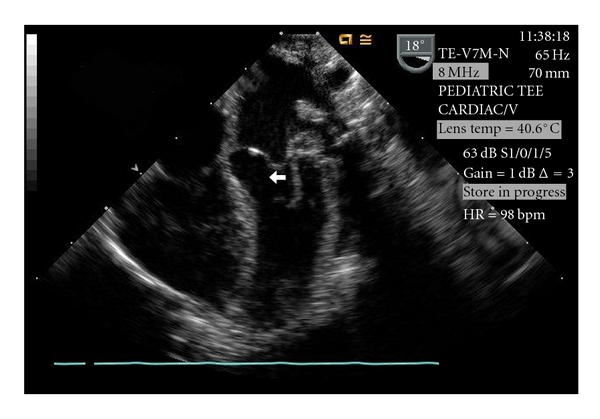 11:38:18
18°
TE-V7M-N 65 Hz
8 MHz 70 mm
PEDIATRIC TEE
CARDIAC/V
Lens temp = 40.6°C
63 dB S1/0/1/5
Gain = 1 dB Δ = 3
Store in progress
HR = 98 bpm